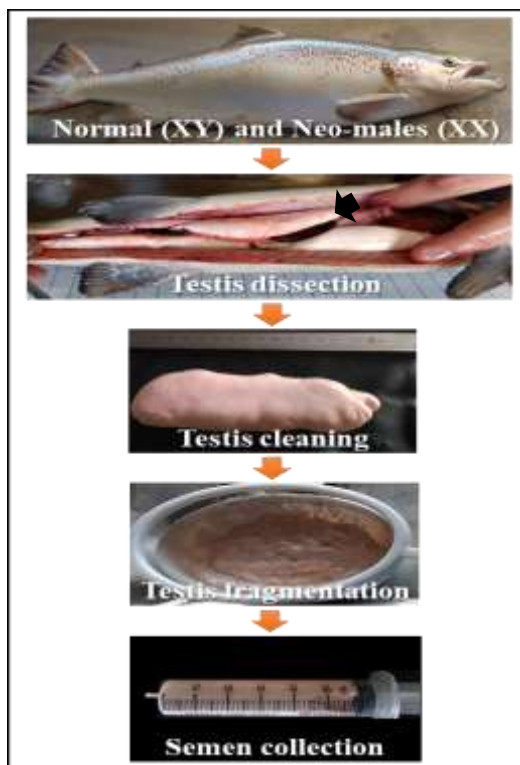 Normal (XY) and Neo-males (XX)
Testis dissection
Testis cleaning
Testis fragmentation
Semen collection